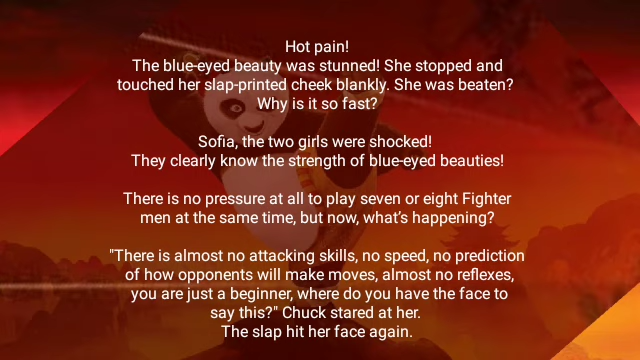 Hot pain!
The blue-eyed beauty was stunned! She stopped and
touched her slap-printed cheek blankly. She was beaten?
Why is it so fast?
Sofia, the two girls were shocked!
They clearly know the strength of blue-eyed beauties!
There is no pressure at all to play seven or eight Fighter
men at the same time, but now, what’s happening?
"There is almost no attacking skills, no speed, no prediction
of how opponents will make moves, almost no reflexes,
you are just a beginner, where do you have the face to
say this?" Chuck stared at her.
The slap hit her face again.